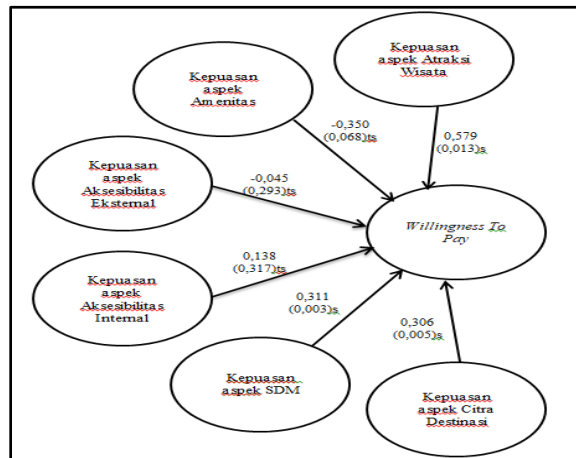 Kepuasan
aspek Atraksi
Wisata
Kepuasan
aspek
Amenitas
-0,350
(0,068)ts
0,579
(0,013)s
Kepuasan
aspek
Aksesibilitas
Eksternal
-0,045
(0,293)ts
Willingness To
Pay
Kepuasan
aspek
Aksesibilitas
Internal
0,138
(0,317)ts
0,311
(0,003)s
0,306
(0,005)s
Kepuasan
aspek SDM
Kepuasan
aspek Citra
Destinasi